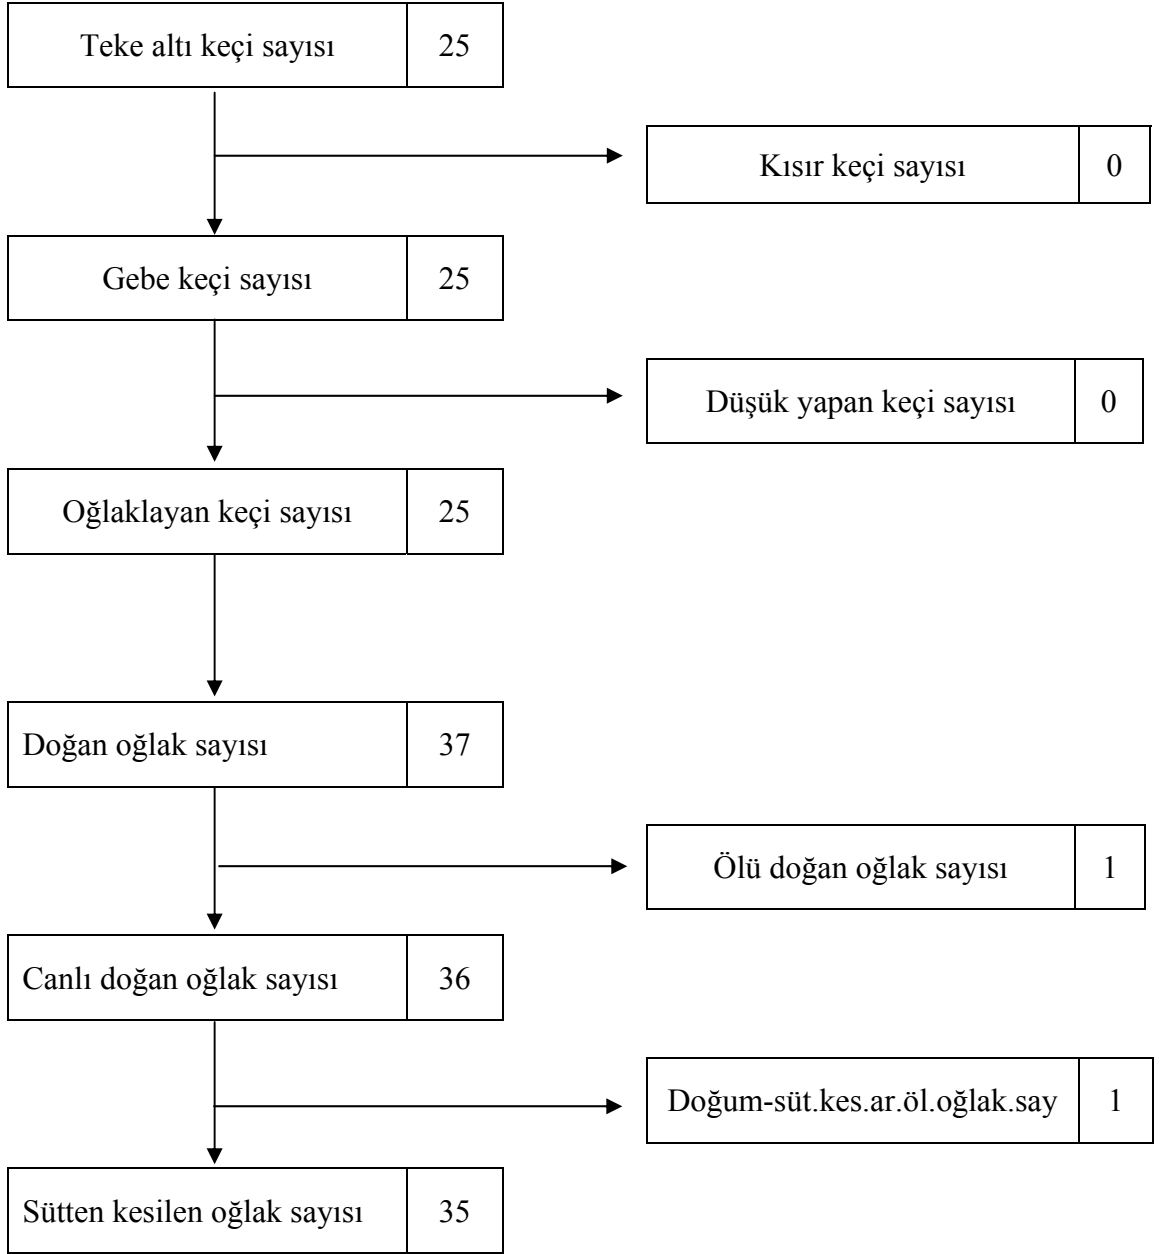 Teke altı keçi sayısı 25
Kısır keçi sayısı 0
Gebe keçi sayısı 25
Düşük yapan keçi sayısı 0
Oğlaklayan keçi sayısı 25
Doğan oğlak sayısı 37
Ölü doğan oğlak sayısı 1
Canlı doğan oğlak sayısı 36
Doğum-süt.kes.ar.öl.oğlak.say 1
Sütten kesilen oğlak sayısı 35